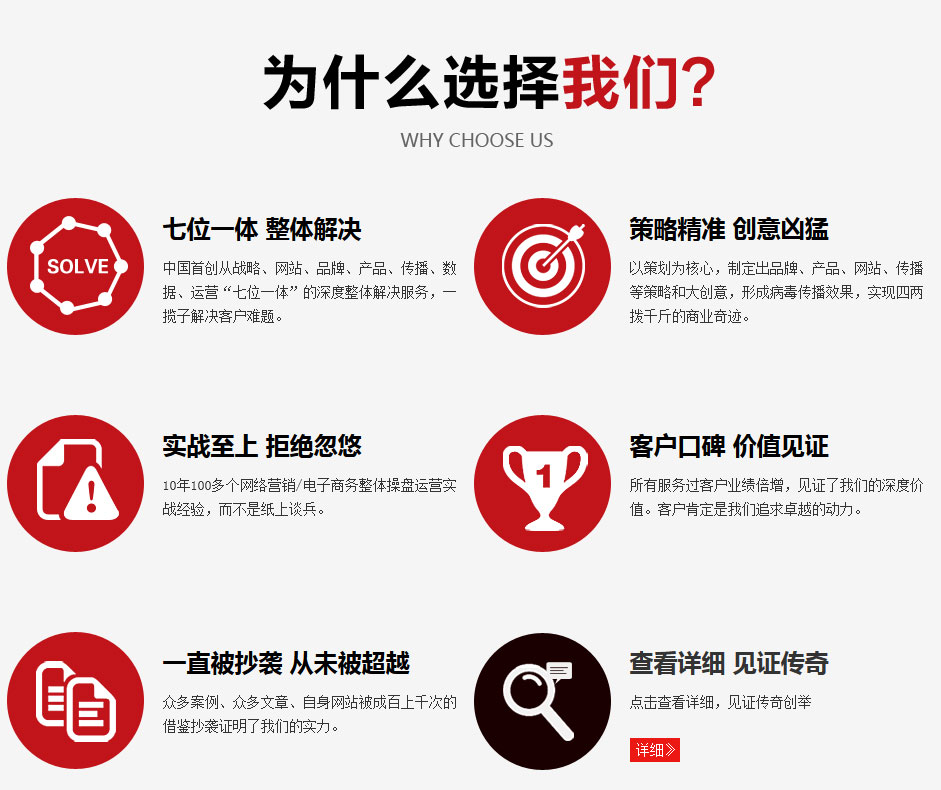 为什么选择我们?
WHY CHOOSE US
SOLVE
七位一体 整体解决
中国首创从战略、网站、品牌、产品、传播、数
据、运营“七位一体”的深度整体解决服务，一
揽子解决客户难题。
策略精准 创意凶猛
以策划为核心，制定出品牌、产品、网站、传播
等策略和大创意，形成病毒传播效果，实现四两
拨千斤的商业奇迹。
实战至上 拒绝忽悠
10年100多个网络营销/电子商务整体操盘运营实
战经验，而不是纸上谈兵。
1
客户口碑 价值见证
所有服务过客户业绩倍增，见证了我们的深度价
值。客户肯定是我们追求卓越的动力。
一直被抄袭 从未被超越
众多案例、众多文章、自身网站被成百上千次的
借鉴抄袭证明了我们的实力。
查看详细 见证传奇
点击查看详细，见证传奇创举
详细》